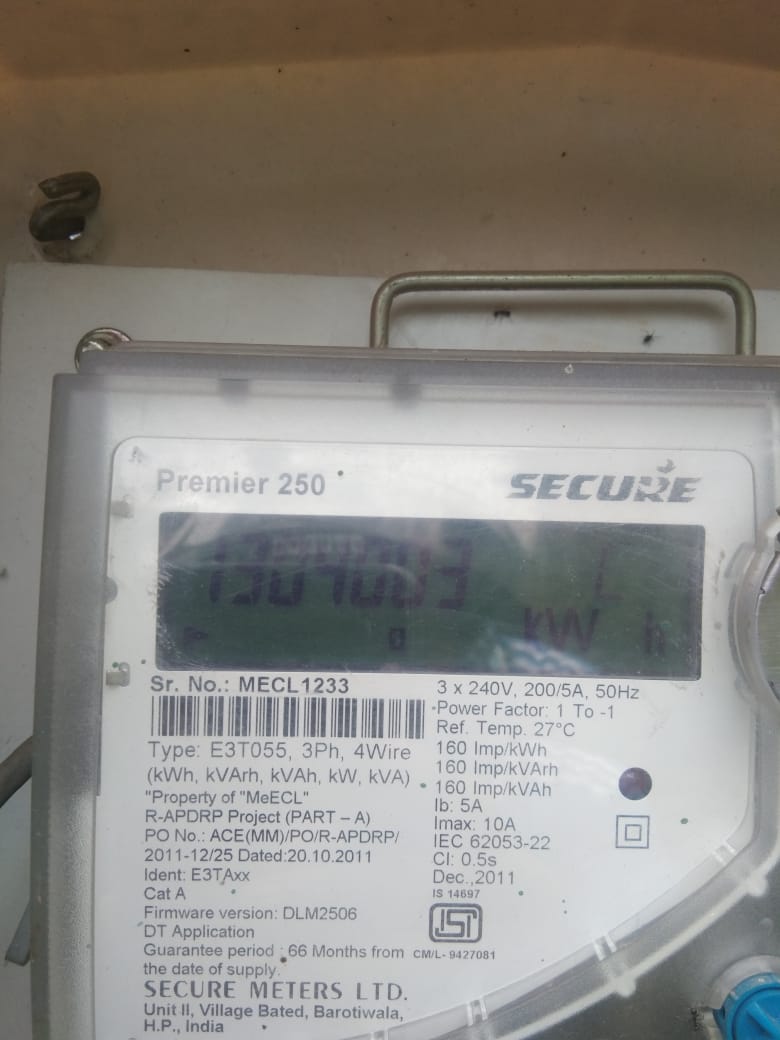 Premier 250
SECURE
kW h
Sr. No.: MECL1233
Type: E3T055, 3Ph, 4Wire
(kWh, kVArh, kVAh, kW, kVA)
"Property of "MeECL"
R-APDRP Project (PART – A)
PO No.: ACE(MM)/PO/R-APDRP/
2011-12/25 Dated:20.10.2011
Ident: E3TAxx
Cat A
Firmware version: DLM2506
DT Application
Guarantee period : 66 Months from
the date of supply.
SECURE METERS LTD.
Unit II, Village Bated, Barotiwala,
H.P., India
3 x 240V, 200/5A, 50Hz
Power Factor: 1 To -1
Ref. Temp. 27°C
160 Imp/kWh
160 Imp/kVArh
160 Imp/kVAh
Ib: 5A
Imax: 10A
IEC 62053-22
Cl: 0.5s
Dec.,2011
IS 14697
ISI
CM/L- 9427081